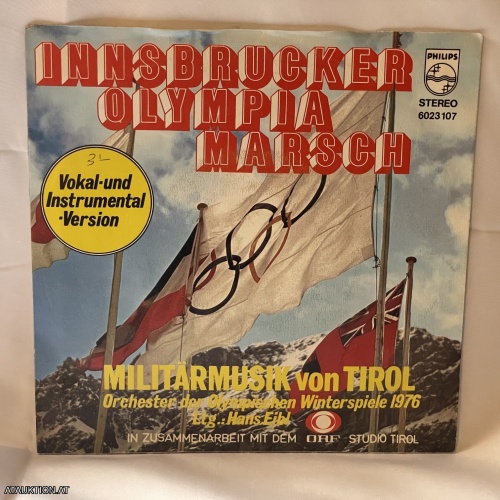 INNSBRUCKER
OLYMPIA
MARSCH
PHILIPS
STEREO
6023 107
3,-
Vokal-und
Instrumental
-Version
MILITÄRMUSIK von TIROL
Orchester der Olympischen Winterspiele 1976
Ltg.: Hans Eibl
IN ZUSAMMENARBEIT MIT DEM ORF STUDIO TIROL
ATAUKTION.AT